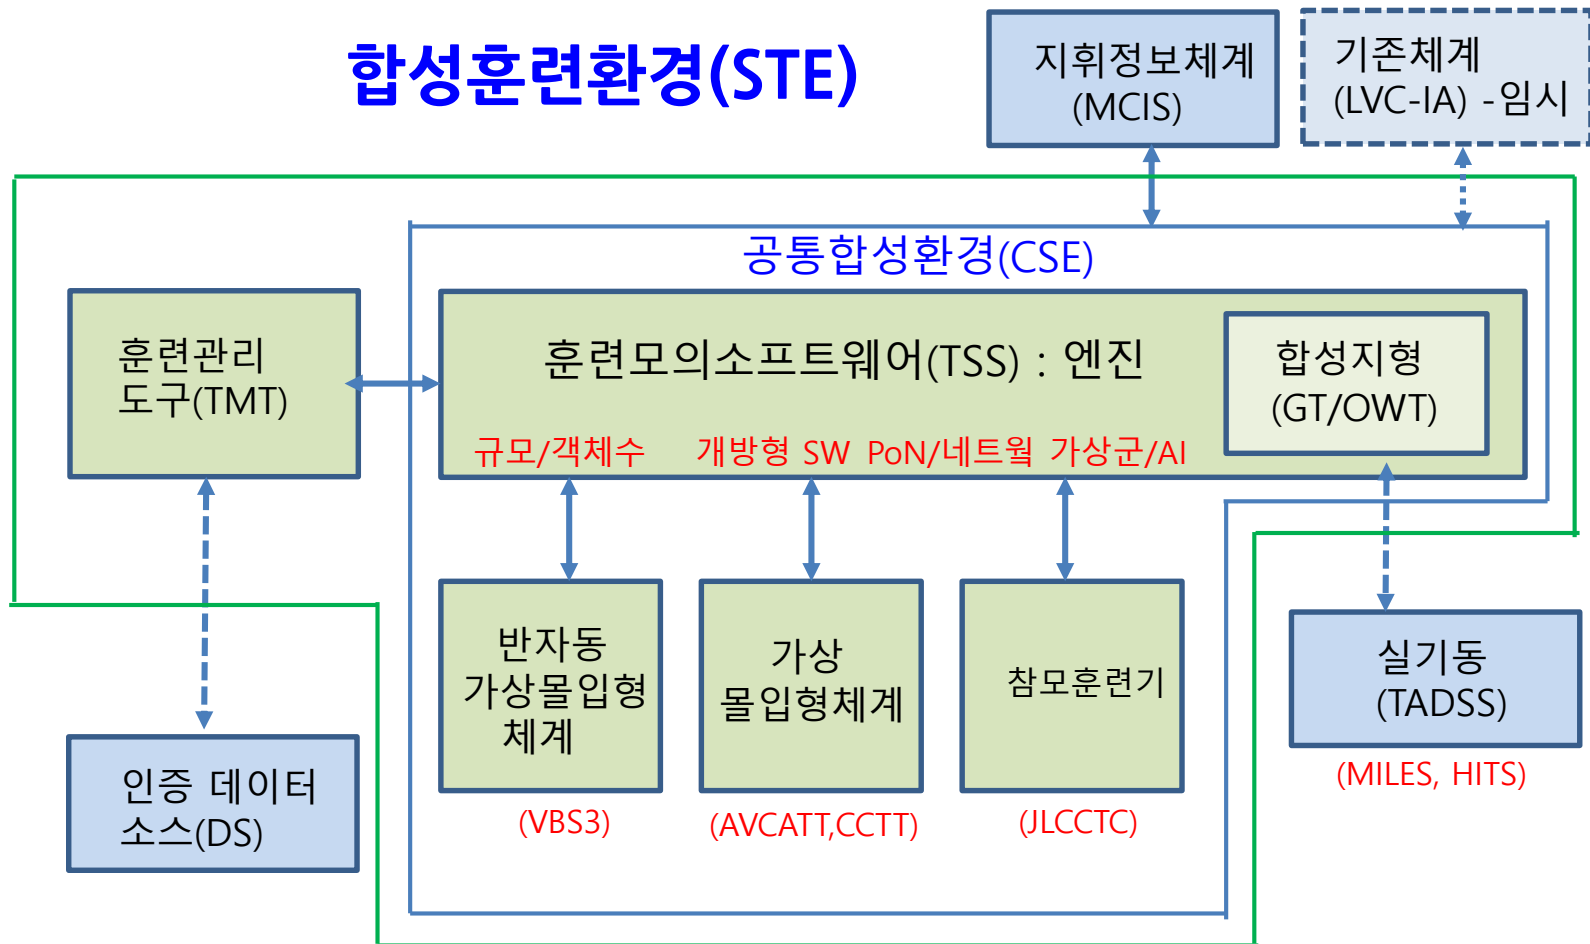 합성훈련환경(STE)
지휘정보체계
(MCIS)
기존체계
(LVC-IA) -임시
공통합성환경(CSE)
훈련관리
도구(TMT)
훈련모의소프트웨어(TSS) : 엔진
합성지형
(GT/OWT)
규모/객체수
개방형 SW PoN/네트웤 가상군/AI
반자동
가상몰입형
체계
(VBS3)
가상
몰입형체계
(AVCATT,CCTT)
참모훈련기
(JLCCTC)
실기동
(TADSS)
(MILES, HITS)
인증 데이터
소스(DS)